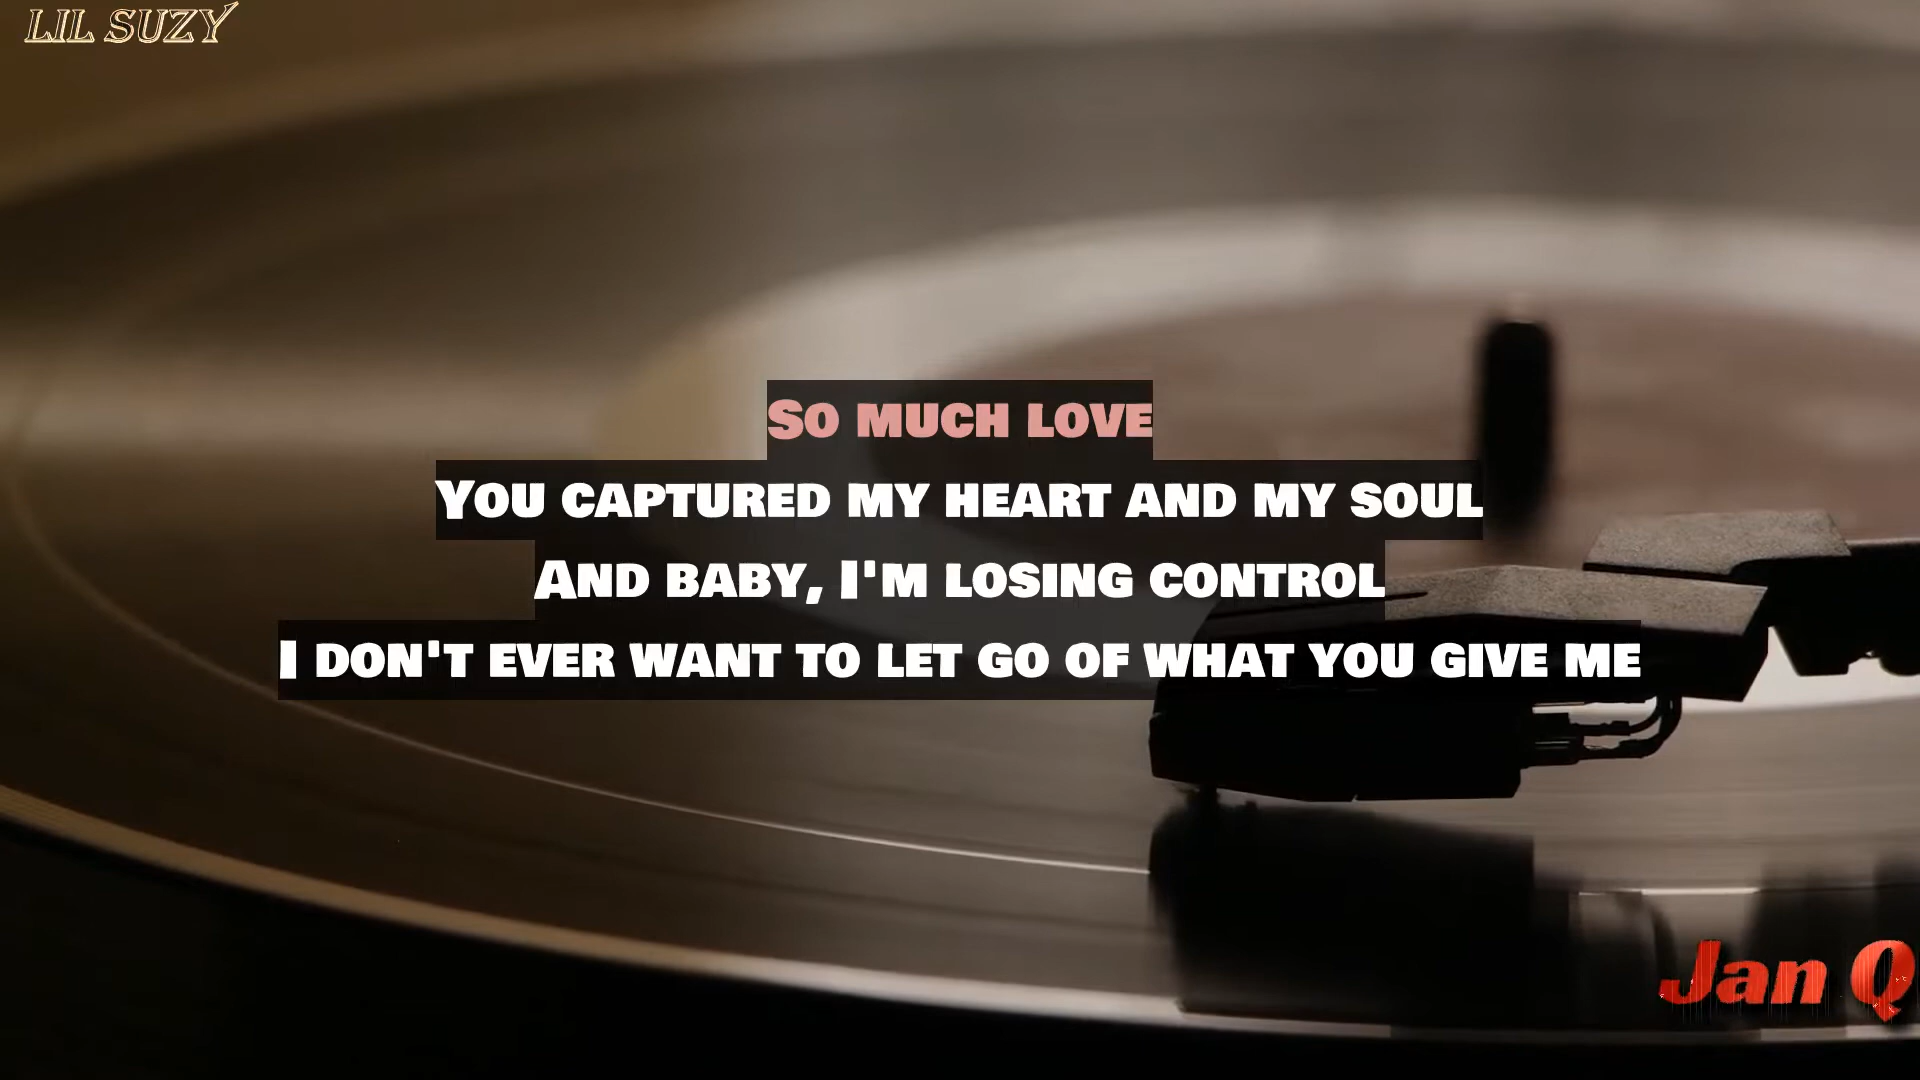 LIL SUZY
So much love
You captured my heart and my soul
And baby, I'm losing control
I don't ever want to let go of what you give me
Jan Q